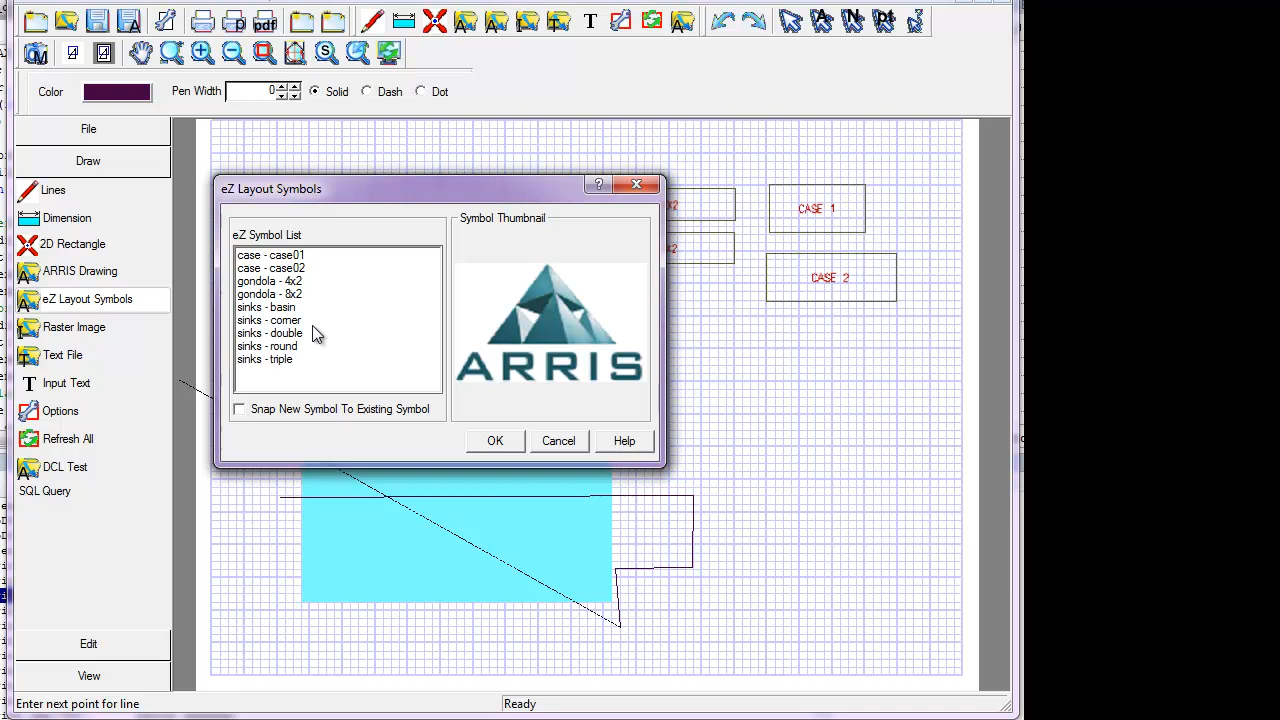 pdf
Color
Pen Width
0
Solid
Dash
Dot
File
Draw
Lines
Dimension
2D Rectangle
ARRIS Drawing
eZ Layout Symbols
Raster Image
Text File
Input Text
Options
Refresh All
DCL Test
SQL Query
Edit
View
eZ Layout Symbols
eZ Symbol List
case - case01
case - case02
gondola - 4x2
gondola - 8x2
sinks - basin
sinks - corner
sinks - double
sinks - round
sinks - triple
Snap New Symbol To Existing Symbol
Symbol Thumbnail
ARRIS
OK
Cancel
Help
X2
X2
CASE 1
CASE 2
Enter next point for line
Ready